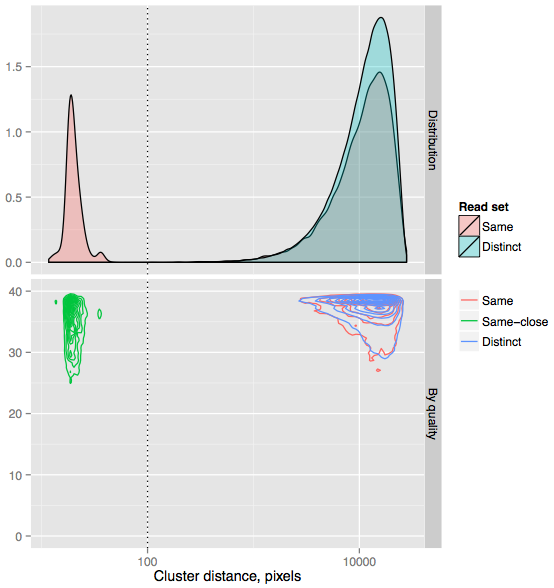 1.5
1.0
0.5
0.0
Distribution
40
30
20
10
0
By quality
100
10000
Cluster distance, pixels
Read set
Same
Distinct
Same
Same−close
Distinct